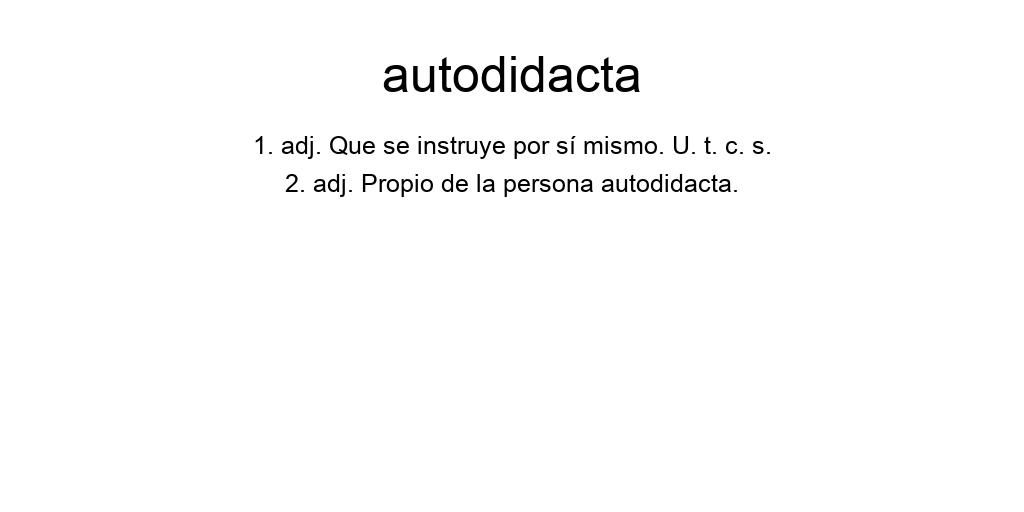 autodidacta
1. adj. Que se instruye por sí mismo. U. t. c. s.
2. adj. Propio de la persona autodidacta.